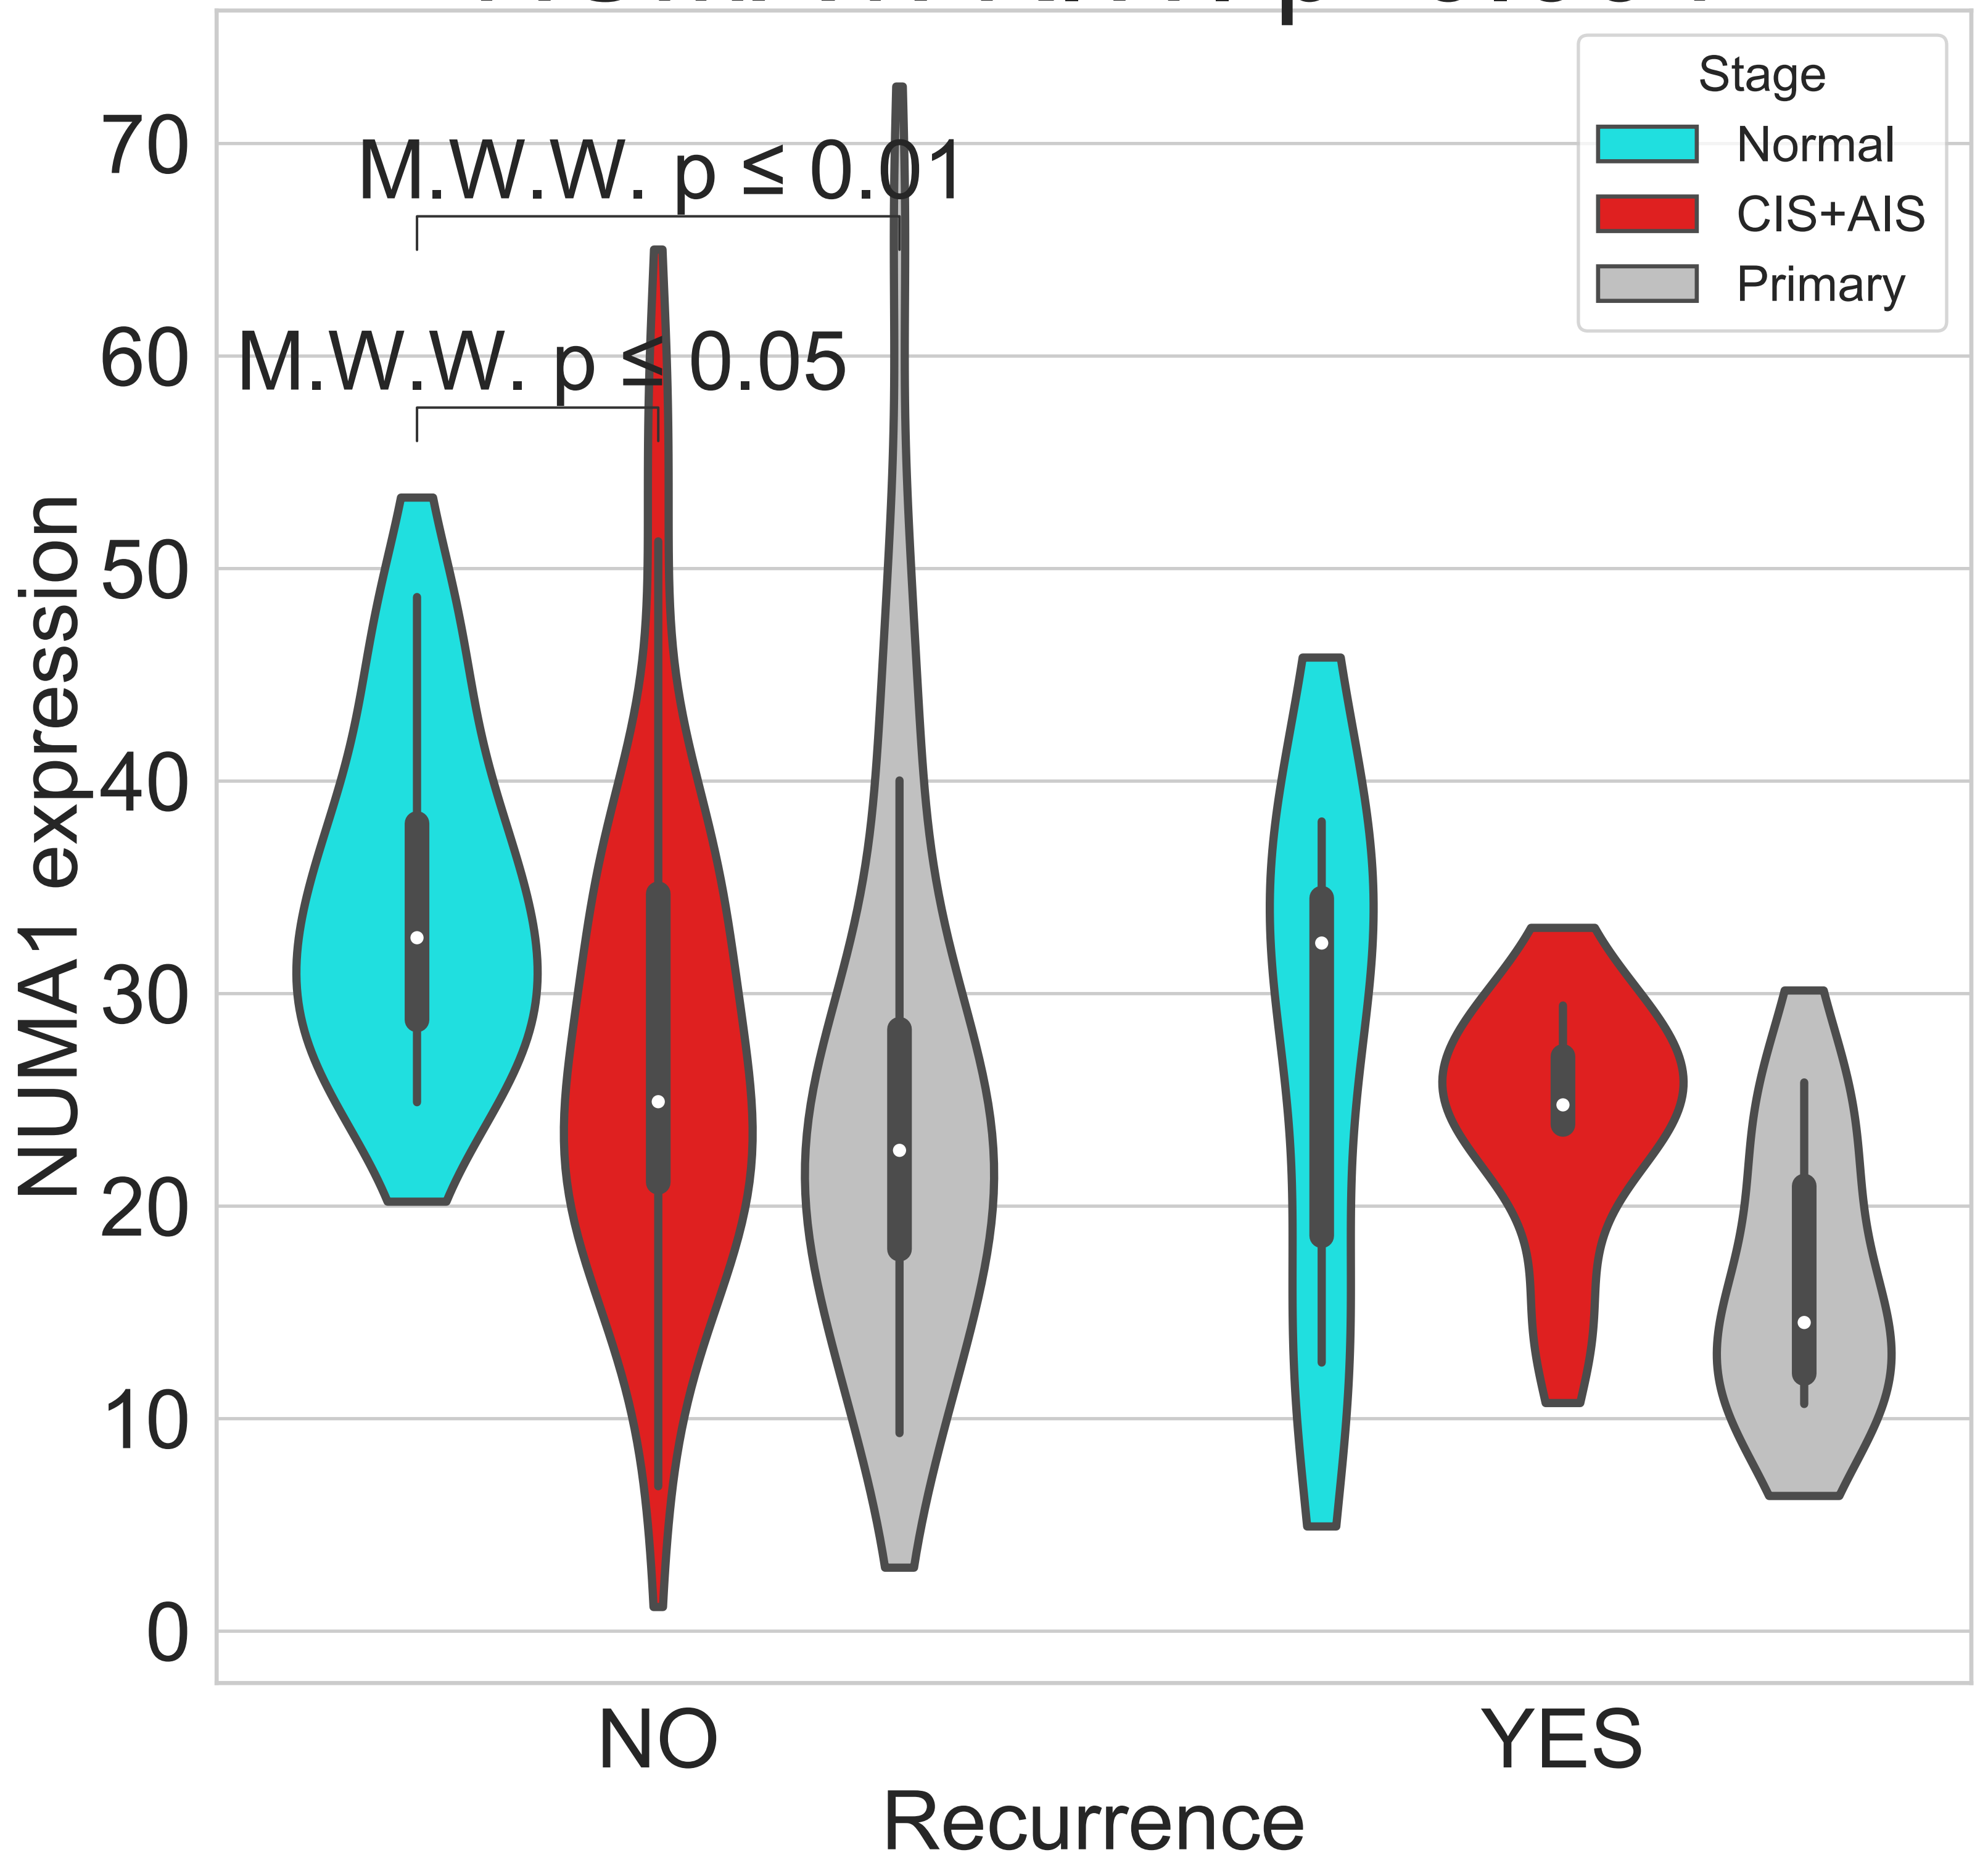 Stage
Normal
CIS+AIS
Primary
M.W.W. p ≤ 0.01
M.W.W. p ≤ 0.05
NUMA1 expression
70
60
50
40
30
20
10
0
NO
YES
Recurrence